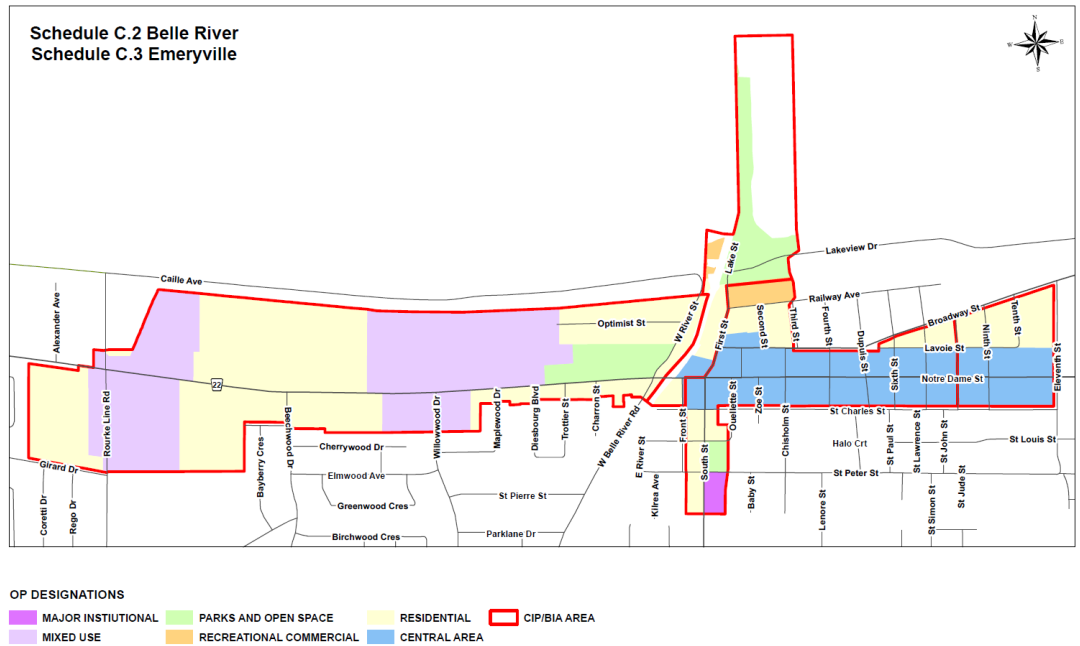 Schedule C.2 Belle River
Schedule C.3 Emeryville
N
W
E
S
Lakeview Dr
Lake St
Caille Ave
Alexander Ave
Railway Ave
Broadway St
Tenth St
Optimist St
W River St
First St
Second St
Third St
Fourth St
Dupuis St
Lavoie St
Ninth St
Eleventh St
22
Sixth St
Notre Dame St
Rourke Line Rd
Beechwood Dr
Willowwood Dr
Maplewood Dr
Diesbourg Blvd
Trottier St
Charron St
W Belle River Rd
Front St
Ouellette St
Zoe St
Chisholm St
St Charles St
St Paul St
St Lawrence St
St John St
St Louis St
Halo Crt
Girard Dr
Bayberry Cres
Cherrywood Dr
Elmwood Ave
Greenwood Cres
Birchwood Cres
St Pierre St
Parklane Dr
E River St
Kilrea Ave
South St
Baby St
St Peter St
Lenore St
St Simon St
St Jude St
Coretti Dr
Rego Dr
OP DESIGNATIONS
MAJOR INSTIUTIONAL
PARKS AND OPEN SPACE
RESIDENTIAL
CIP/BIA AREA
MIXED USE
RECREATIONAL COMMERCIAL
CENTRAL AREA